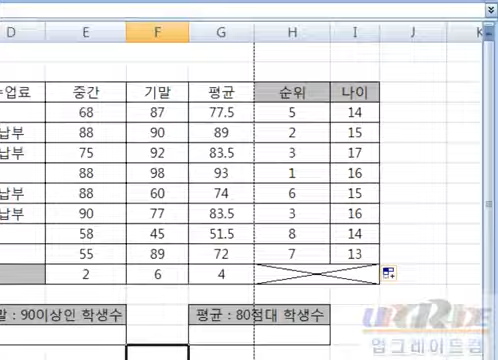 D E F G H I J K
업료 중간 기말 평균 순위 나이
68 87 77.5 5 14
납부 88 90 89 2 15
납부 75 92 83.5 3 17
88 98 93 1 16
납부 88 60 74 6 15
납부 90 77 83.5 3 16
58 45 51.5 8 14
55 89 72 7 13
2 6 4
말 : 90이상인 학생수 평균 : 80점대 학생수
업그레이드컴